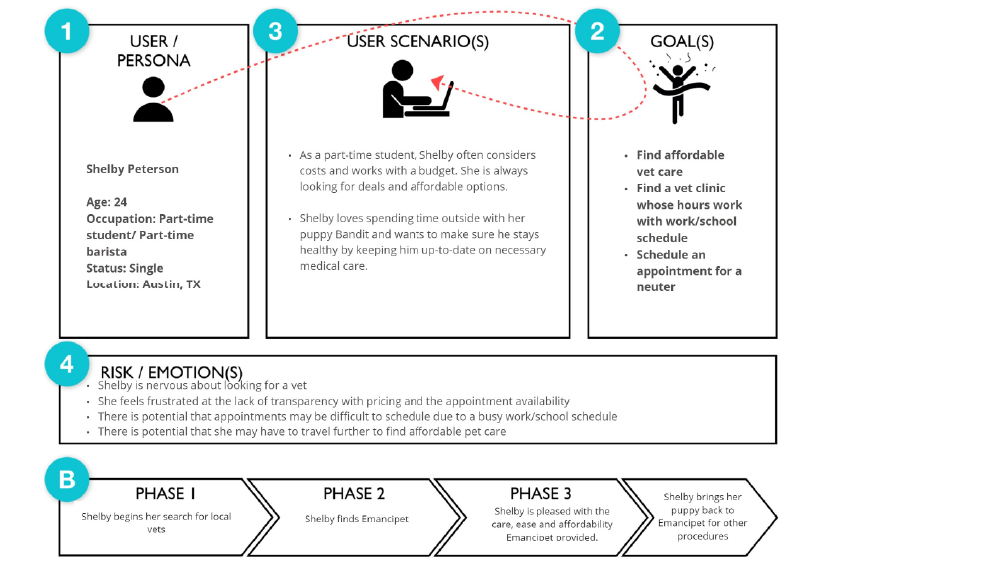 1
USER /
PERSONA
Shelby Peterson
Age: 24
Occupation: Part-time
student/ Part-time
barista
Status: Single
Location: Austin, TX
3
USER SCENARIO(S)
• As a part-time student, Shelby often considers
costs and works with a budget. She is always
looking for deals and affordable options.
• Shelby loves spending time outside with her
puppy Bandit and wants to make sure he stays
healthy by keeping him up-to-date on necessary
medical care.
2
GOAL(S)
• Find affordable
vet care
• Find a vet clinic
whose hours work
with work/school
schedule
• Schedule an
appointment for a
neuter
4
RISK / EMOTION(S)
• Shelby is nervous about looking for a vet
• She feels frustrated at the lack of transparency with pricing and the appointment availability
• There is potential that appointments may be difficult to schedule due to a busy work/school schedule
• There is potential that she may have to travel further to find affordable pet care
B
PHASE 1
Shelby begins her search for local
vets
PHASE 2
Shelby finds Emancipet
PHASE 3
Shelby is pleased with the
care, ease and affordability
Emancipet provided.
Shelby brings her
puppy back to
Emancipet for other
procedures